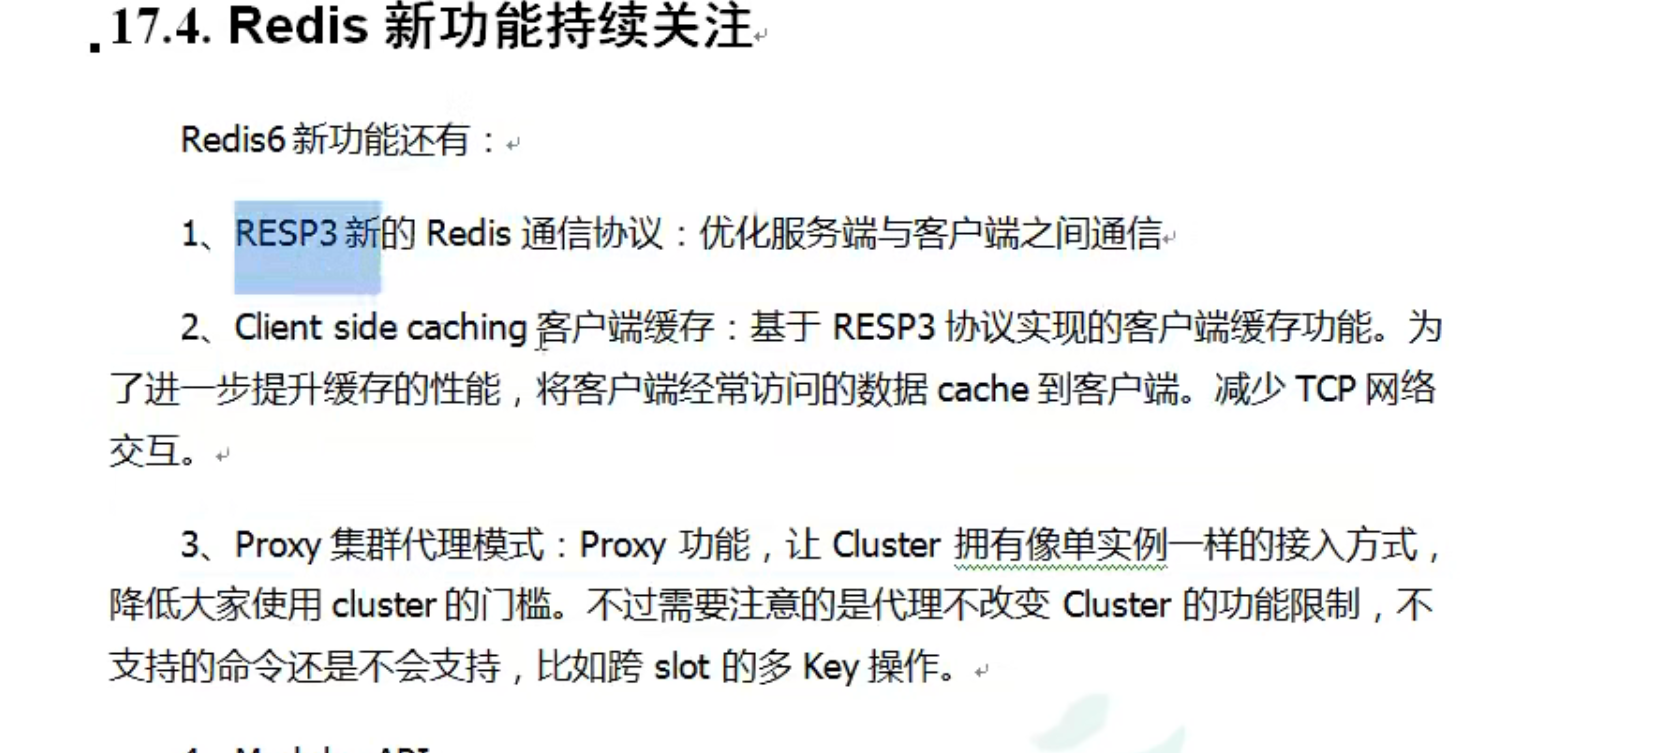 17.4. Redis 新功能持续关注
Redis6 新功能还有：
1、RESP3 新的 Redis 通信协议：优化服务端与客户端之间通信
2、Client side caching 客户端缓存：基于 RESP3 协议实现的客户端缓存功能。为
了进一步提升缓存的性能，将客户端经常访问的数据 cache 到客户端。减少 TCP 网络
交互。
3、Proxy 集群代理模式：Proxy 功能，让 Cluster 拥有像单实例一样的接入方式，
降低大家使用 cluster 的门槛。不过需要注意的是代理不改变 Cluster 的功能限制，不
支持的命令还是不会支持，比如跨 slot 的多 Key 操作。